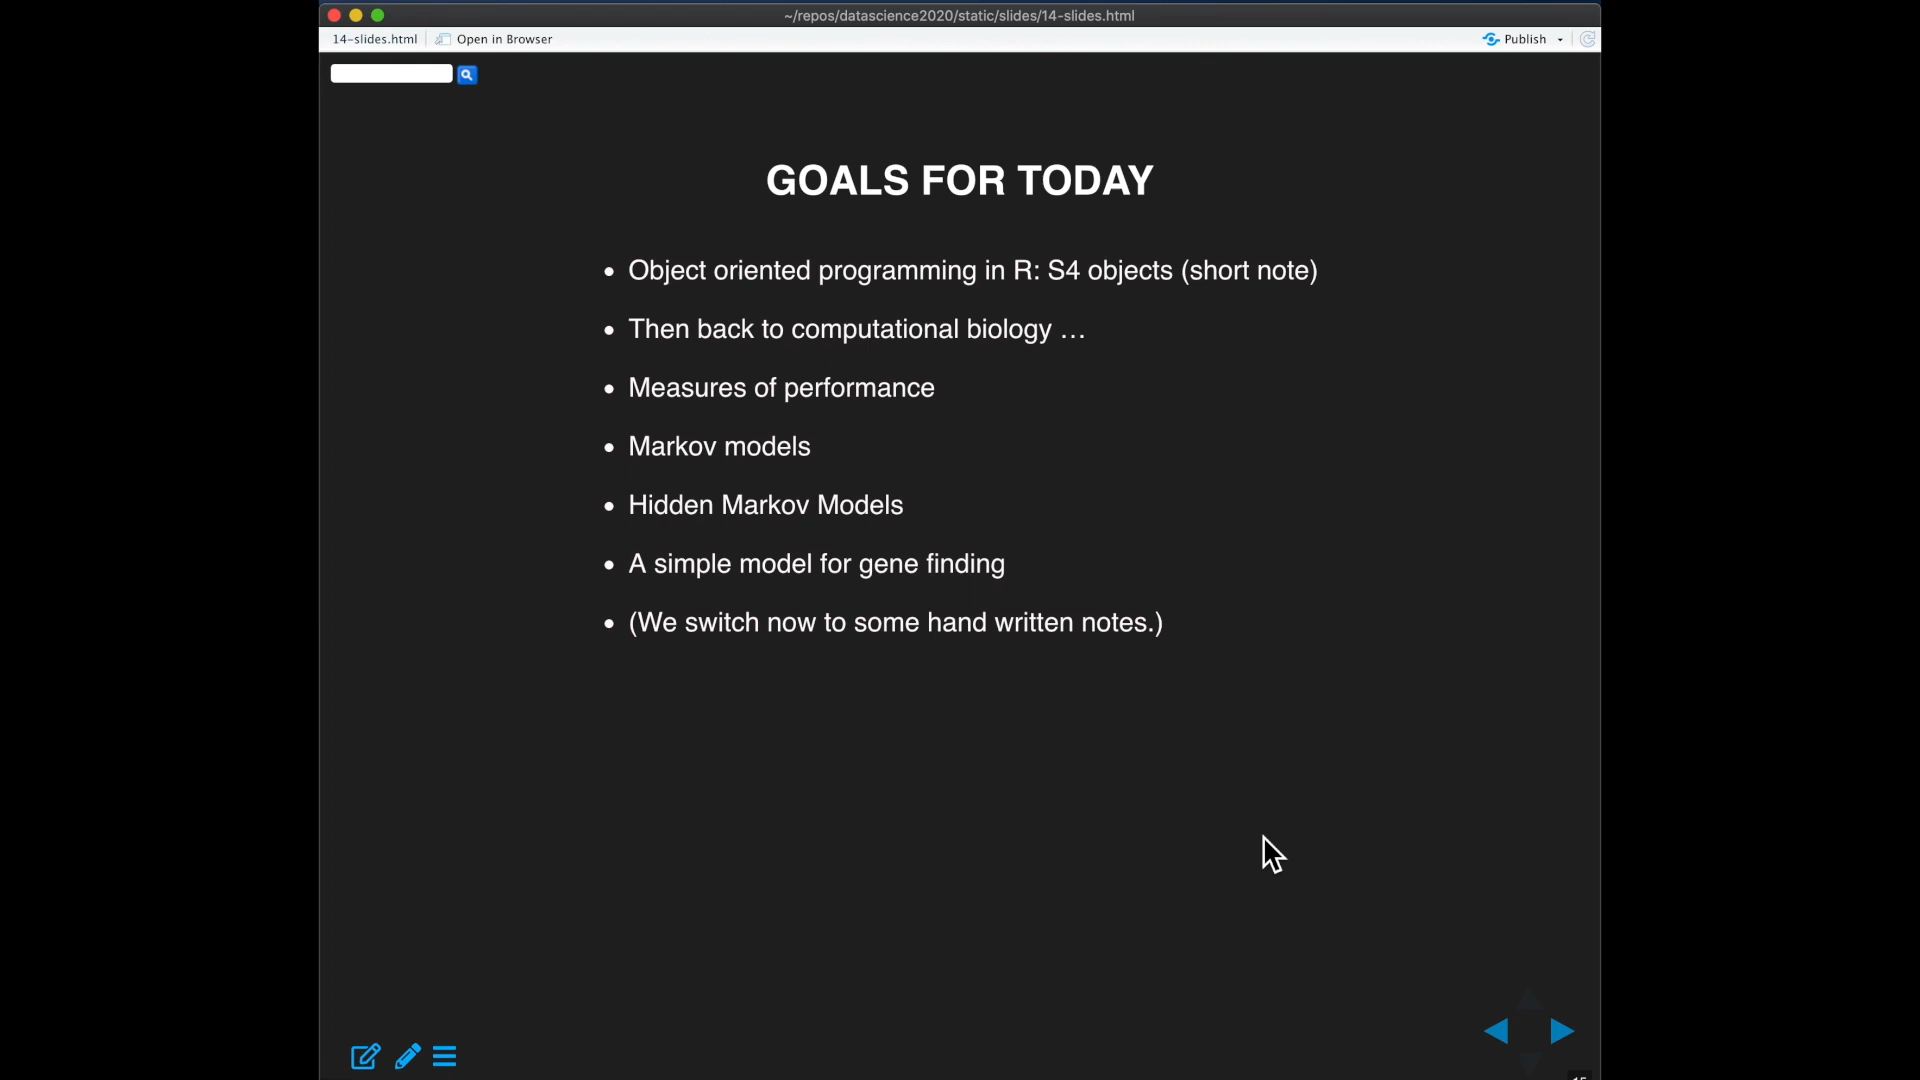 ~/repos/datascience2020/static/slides/14-slides.html
14-slides.html Open in Browser Publish
GOALS FOR TODAY
• Object oriented programming in R: S4 objects (short note)
• Then back to computational biology …
• Measures of performance
• Markov models
• Hidden Markov Models
• A simple model for gene finding
• (We switch now to some hand written notes.)